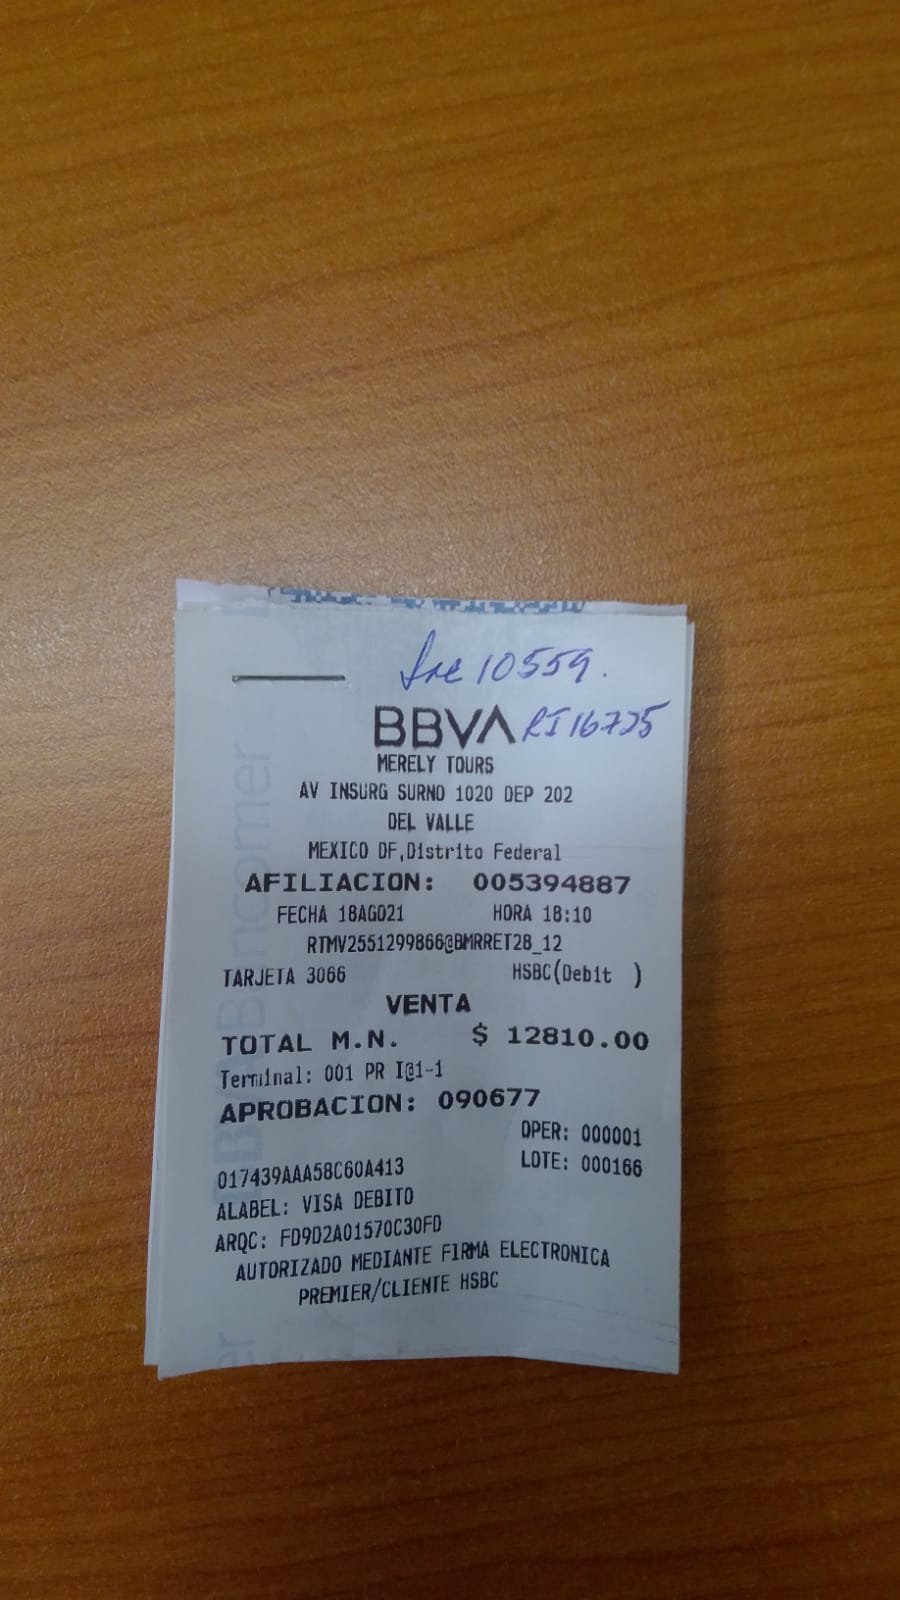 10559.
BBVA RI 16725
MERELY TOURS
AV INSURG SURNO 1020 DEP 202
DEL VALLE
MEXICO DF,Distrito Federal
AFILIACION: 005394887
FECHA 18AGO21 HORA 18:10
RTMV2551299866@BMRRET28_12
TARJETA 3066 HSBC(Debit )
VENTA
TOTAL M.N. $ 12810.00
Terminal: 001 PR I@1-1
APROBACION: 090677
OPER: 000001
LOTE: 000166
017439AAA58C60A413
ALABEL: VISA DEBITO
ARQC: FD9D2A01570C30FD
AUTORIZADO MEDIANTE FIRMA ELECTRONICA
PREMIER/CLIENTE HSBC